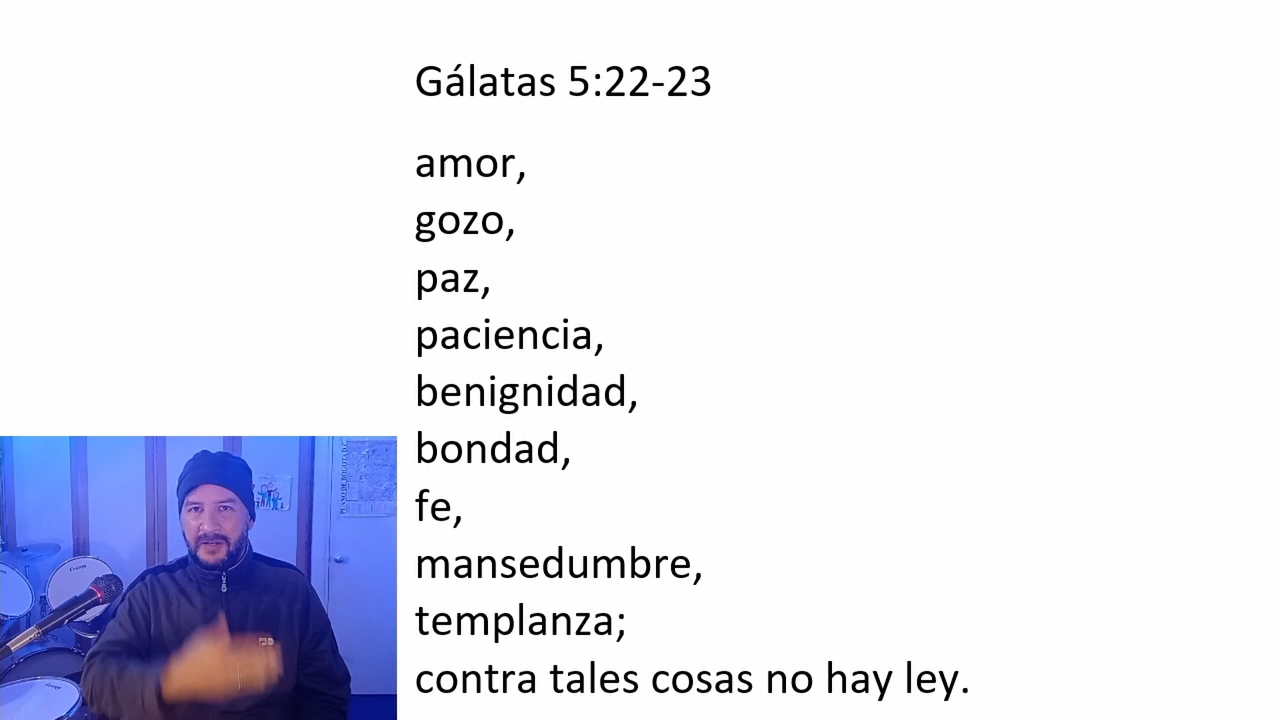 Gálatas 5:22-23
amor,
gozo,
paz,
paciencia,
benignidad,
bondad,
fe,
mansedumbre,
templanza;
contra tales cosas no hay ley.